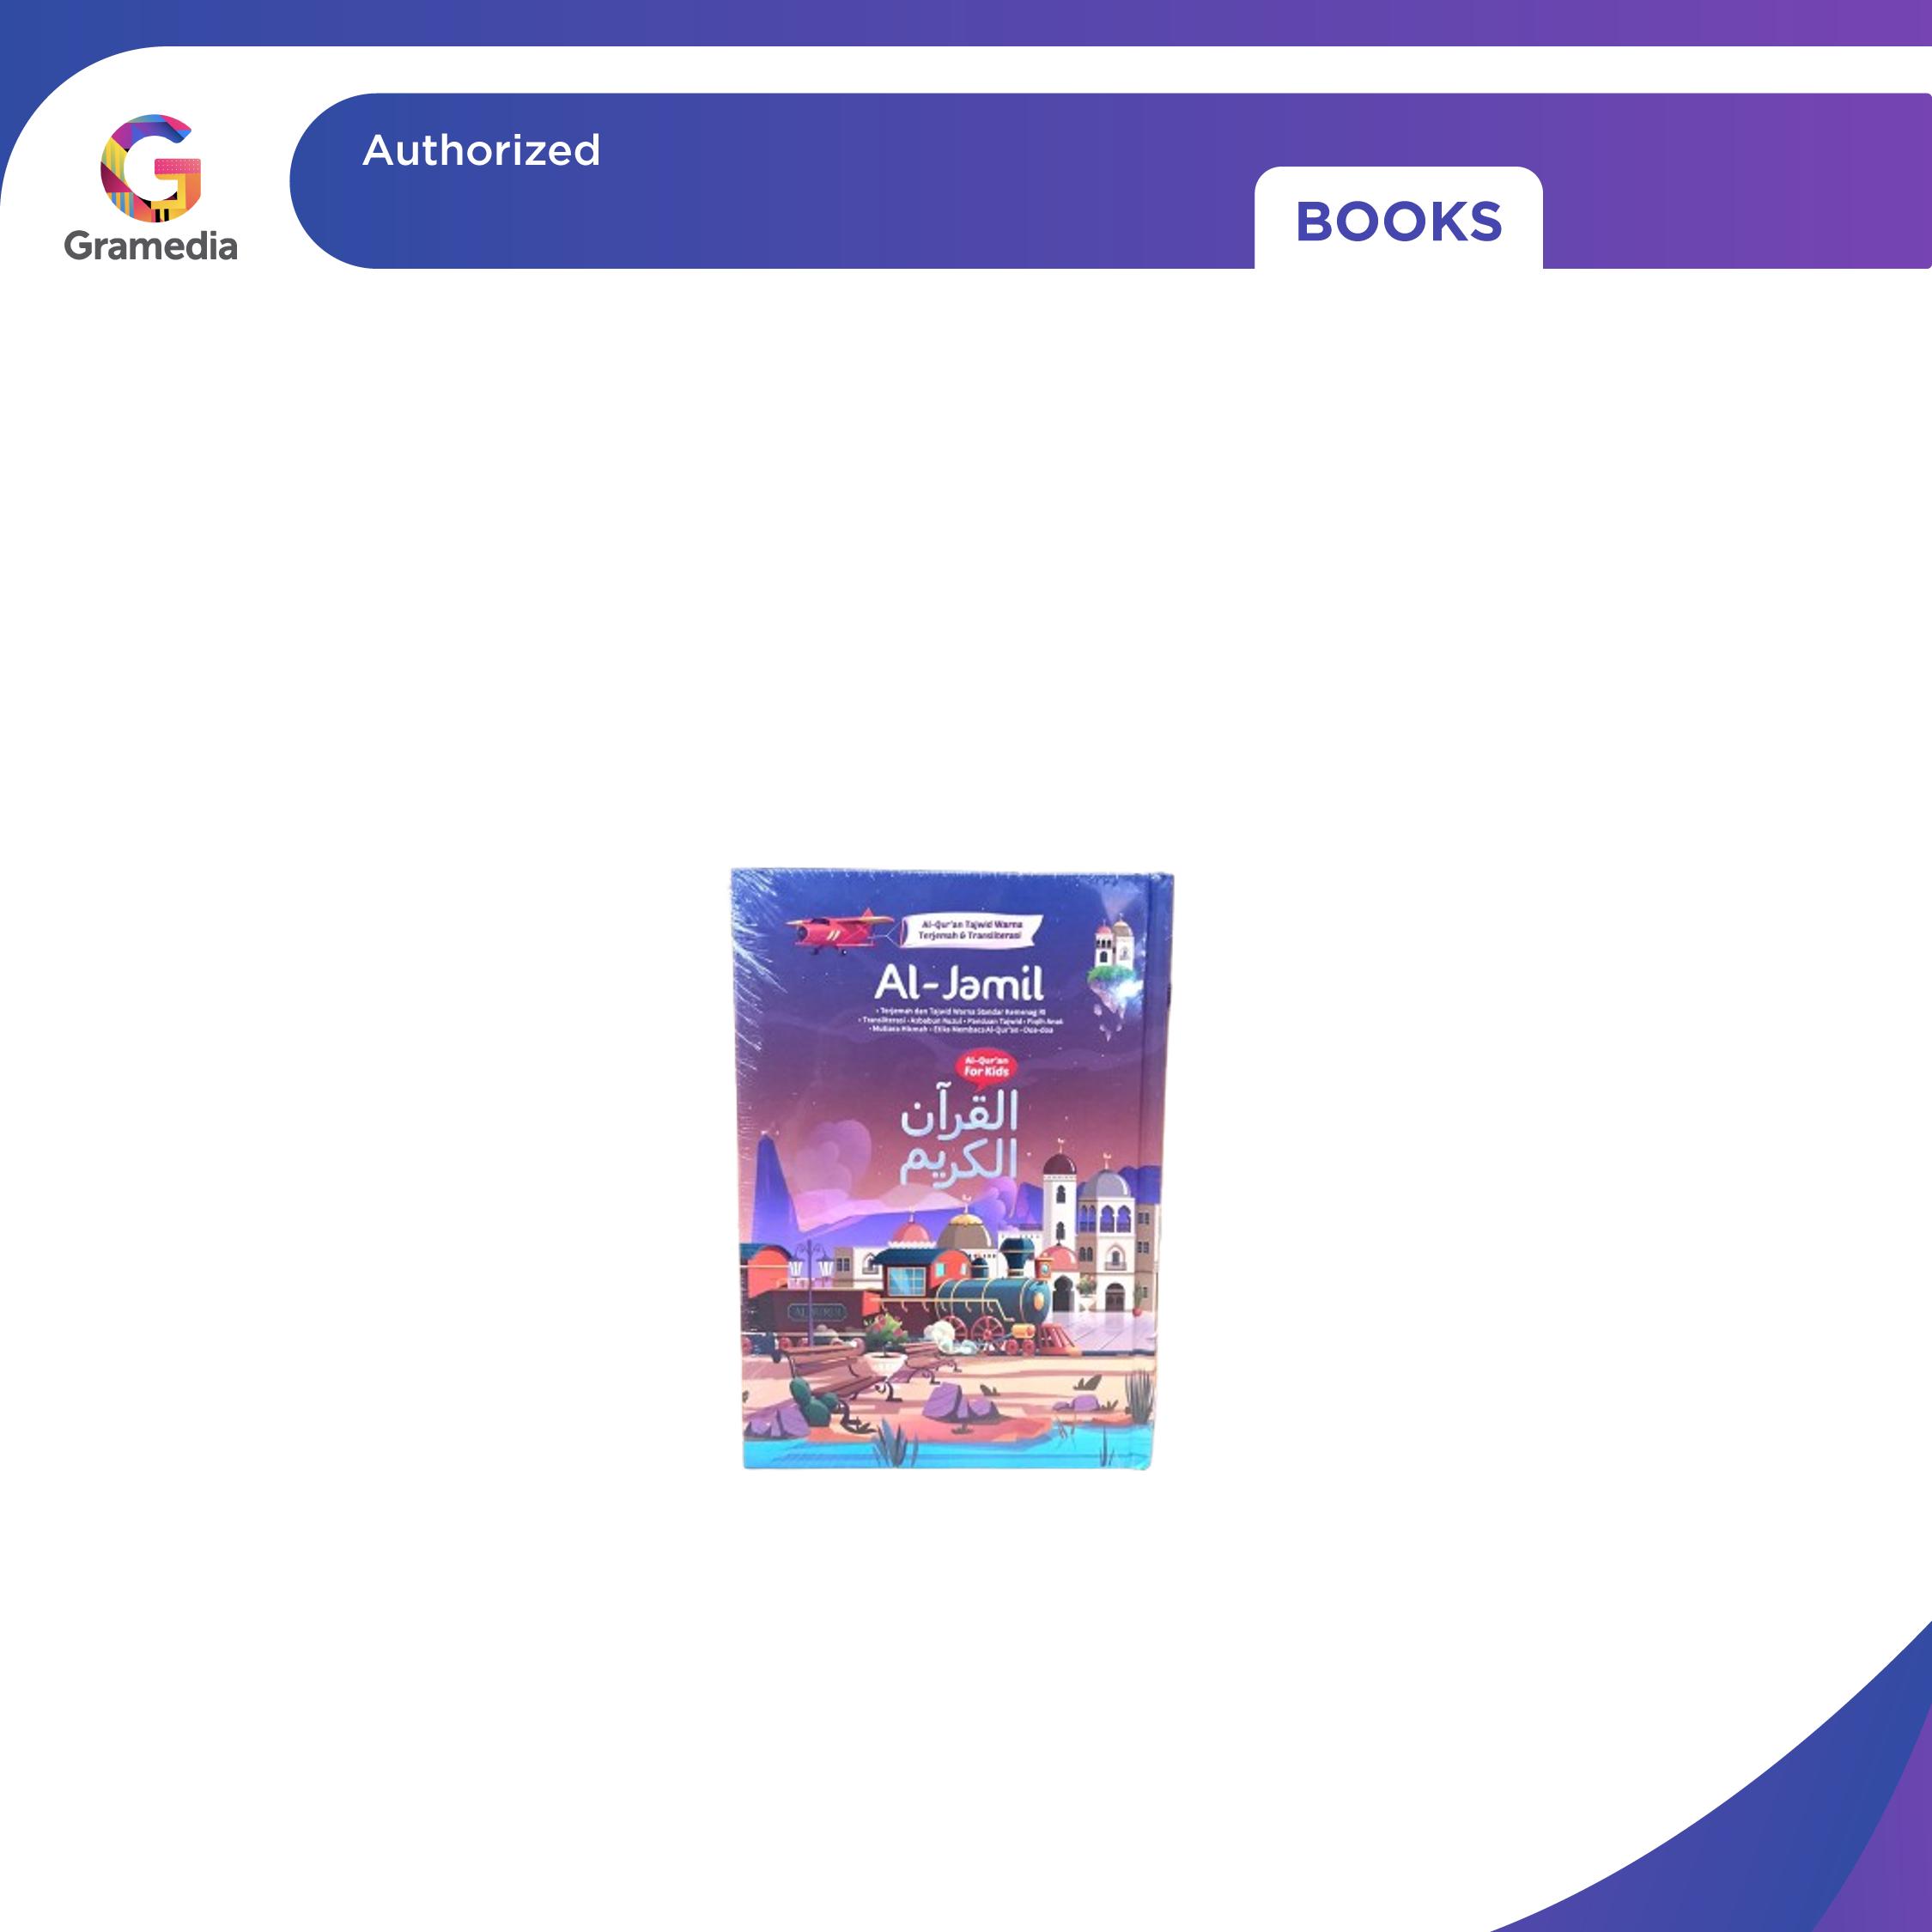 Gramedia
Authorized
BOOKS
Al-Qur'an Tajwid Warna
Terjemah & Transliterasi
Al-Jamil
• Terjemah dan Tajwid Warna Standar Kemenag RI
• Transliterasi • Asbabun Nuzul • Panduan Tajwid • Fiqih Anak
• Mutiara Hikmah • Etika Membaca Al-Qur'an • Doa-doa
Al-Qur'an
For Kids
القرآن
الكريم